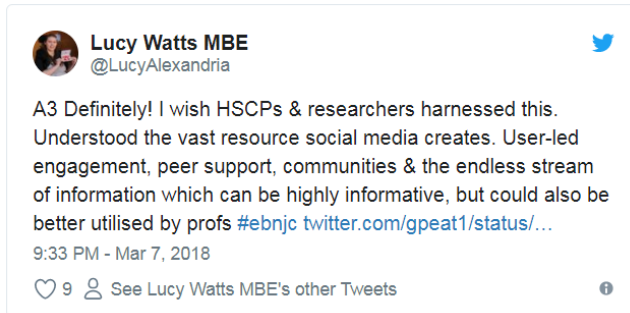 Lucy Watts MBE
@LucyAlexandria
A3 Definitely! I wish HSCPs & researchers harnessed this.
Understood the vast resource social media creates. User-led
engagement, peer support, communities & the endless stream
of information which can be highly informative, but could also be
better utilised by profs #ebnjc twitter.com/gpeat1/status/…
9:33 PM - Mar 7, 2018
9 See Lucy Watts MBE's other Tweets